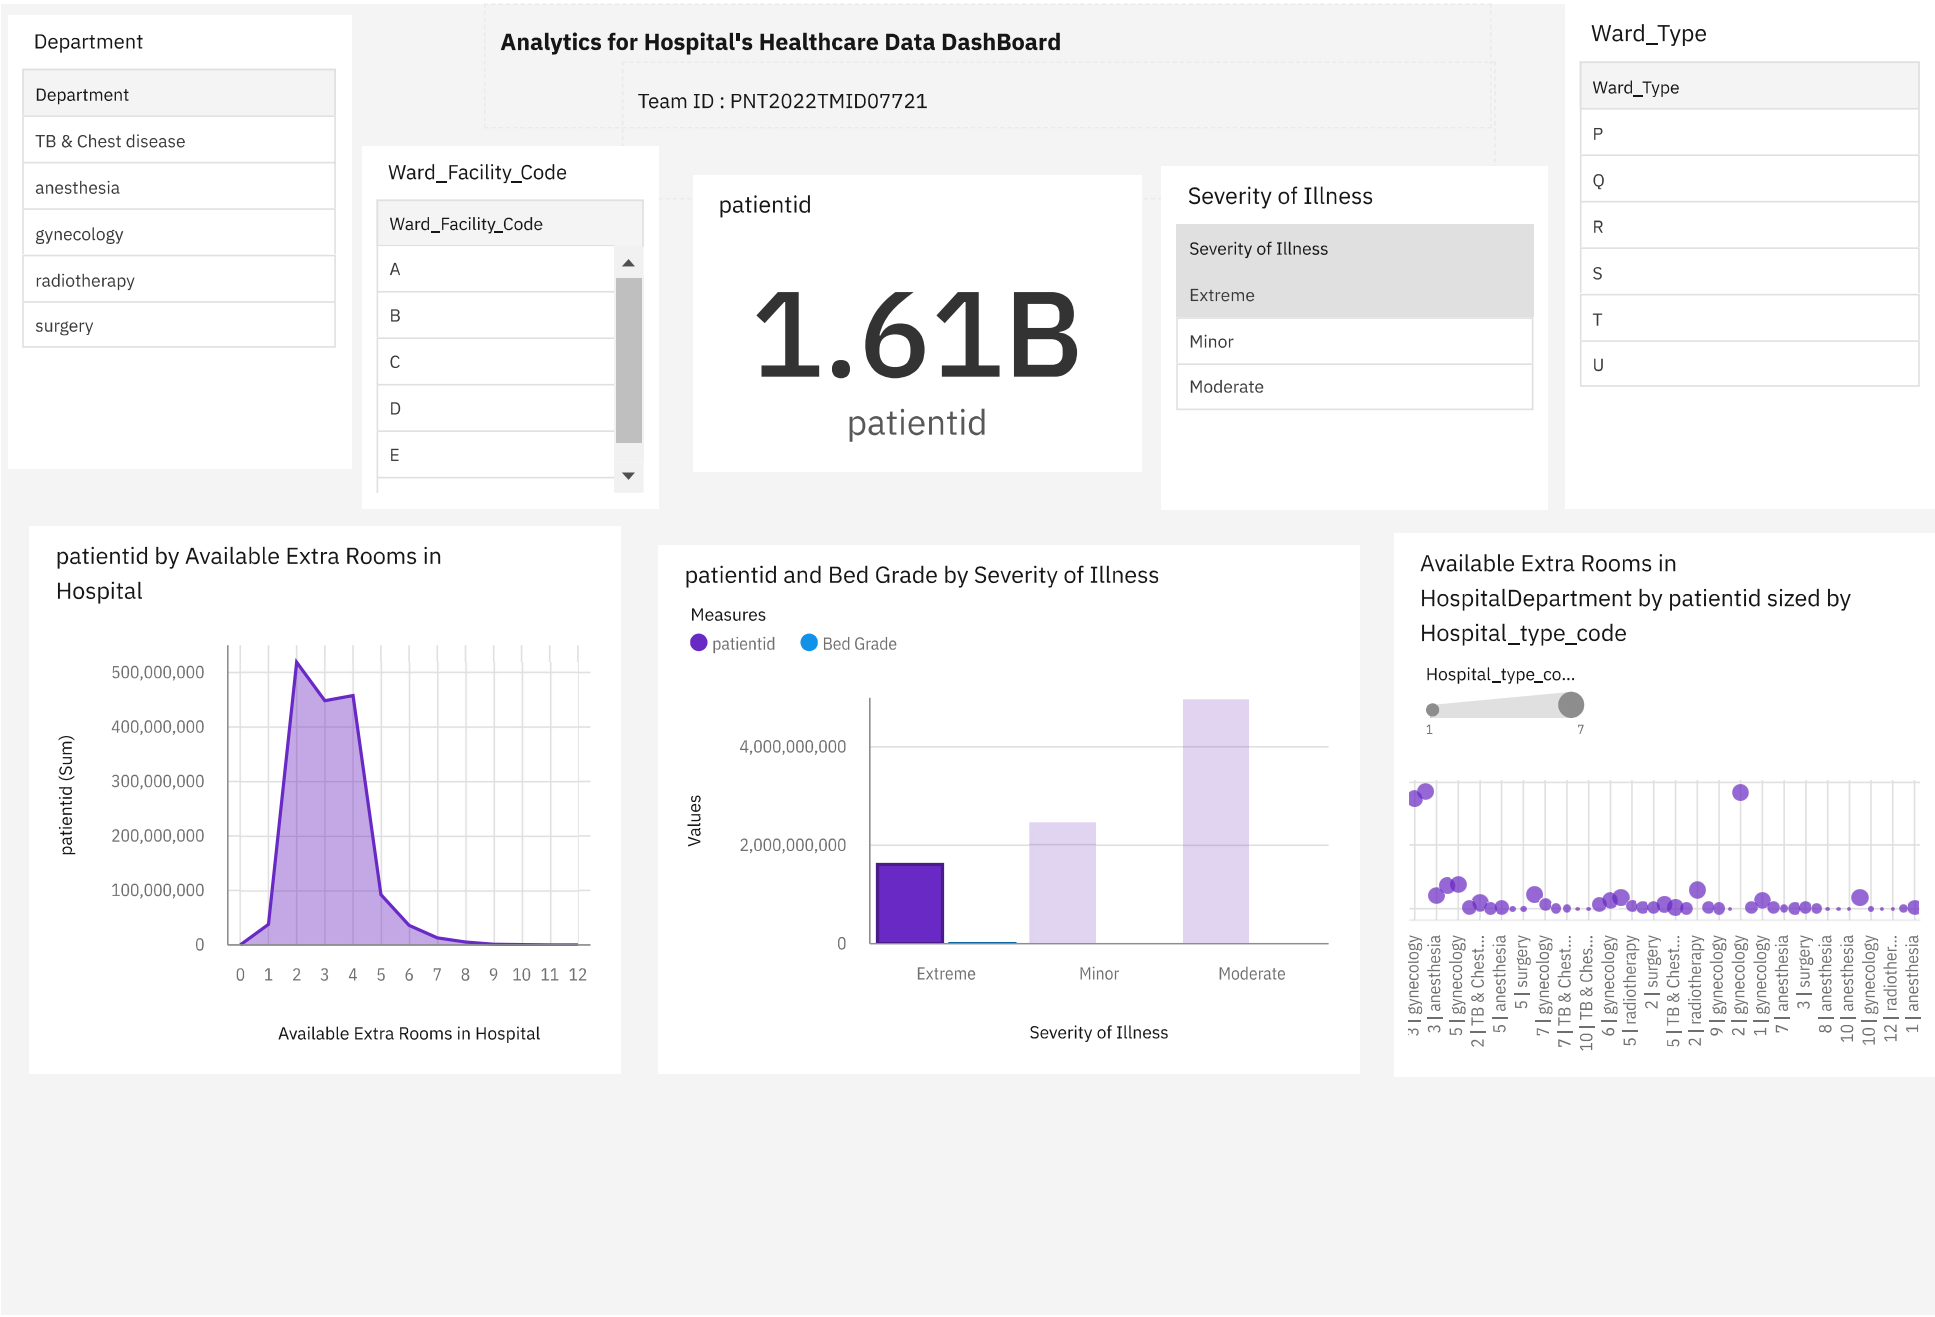 Department
Department
TB & Chest disease
anesthesia
gynecology
radiotherapy
surgery
Analytics for Hospital's Healthcare Data DashBoard
Team ID : PNT2022TMID07721
Ward_Facility_Code
Ward_Facility_Code
A
B
C
D
E
patientid
1.61B
patientid
Severity of Illness
Severity of Illness
Extreme
Minor
Moderate
Ward_Type
Ward_Type
P
Q
R
S
T
U
patientid by Available Extra Rooms in
Hospital
patientid (Sum)
500,000,000
400,000,000
300,000,000
200,000,000
100,000,000
0
0 1 2 3 4 5 6 7 8 9 10 11 12
Available Extra Rooms in Hospital
patientid and Bed Grade by Severity of Illness
Measures
patientid Bed Grade
Values
4,000,000,000
2,000,000,000
0
Extreme Minor Moderate
Severity of Illness
Available Extra Rooms in
HospitalDepartment by patientid sized by
Hospital_type_code
Hospital_type_co...
1 7
3 | gynecology
3 | anesthesia
5 | gynecology
2 | TB & Chest...
5 | anesthesia
5 | surgery
7 | gynecology
7 | TB & Chest...
10 | TB & Ches...
6 | gynecology
5 | radiotherapy
2 | surgery
5 | TB & Chest...
2 | radiotherapy
9 | gynecology
2 | gynecology
1 | gynecology
7 | anesthesia
3 | surgery
8 | anesthesia
10 | anesthesia
10 | gynecology
12 | radiother...
1 | anesthesia